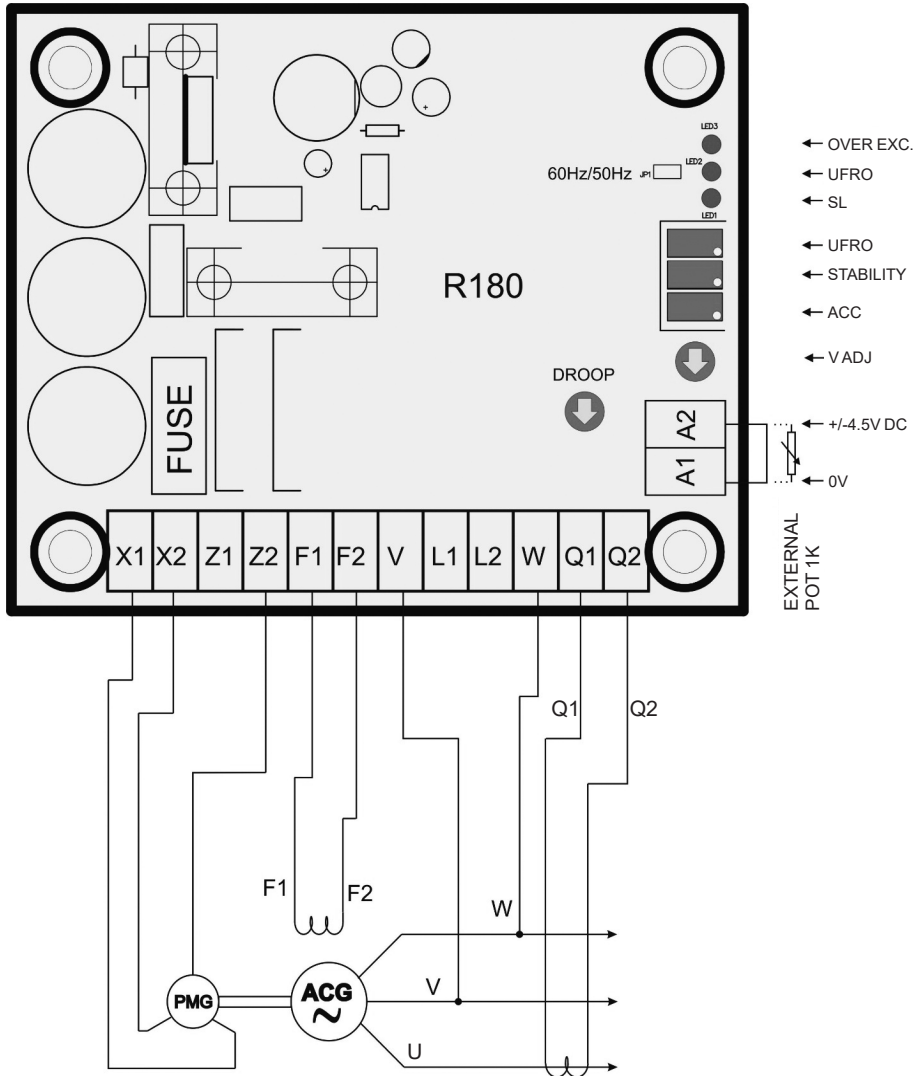 LED3
OVER EXC.
60Hz/50Hz JP1 LED2
UFRO
SL
LED1
UFRO
STABILITY
R180
ACC
V ADJ
DROOP
FUSE
A2
+/-4.5V DC
A1
0V
EXTERNAL
POT 1K
X1 X2 Z1 Z2 F1 F2 V L1 L2 W Q1 Q2
Q1 Q2
F1 F2
W
PMG
ACG
~
V
U
+
+